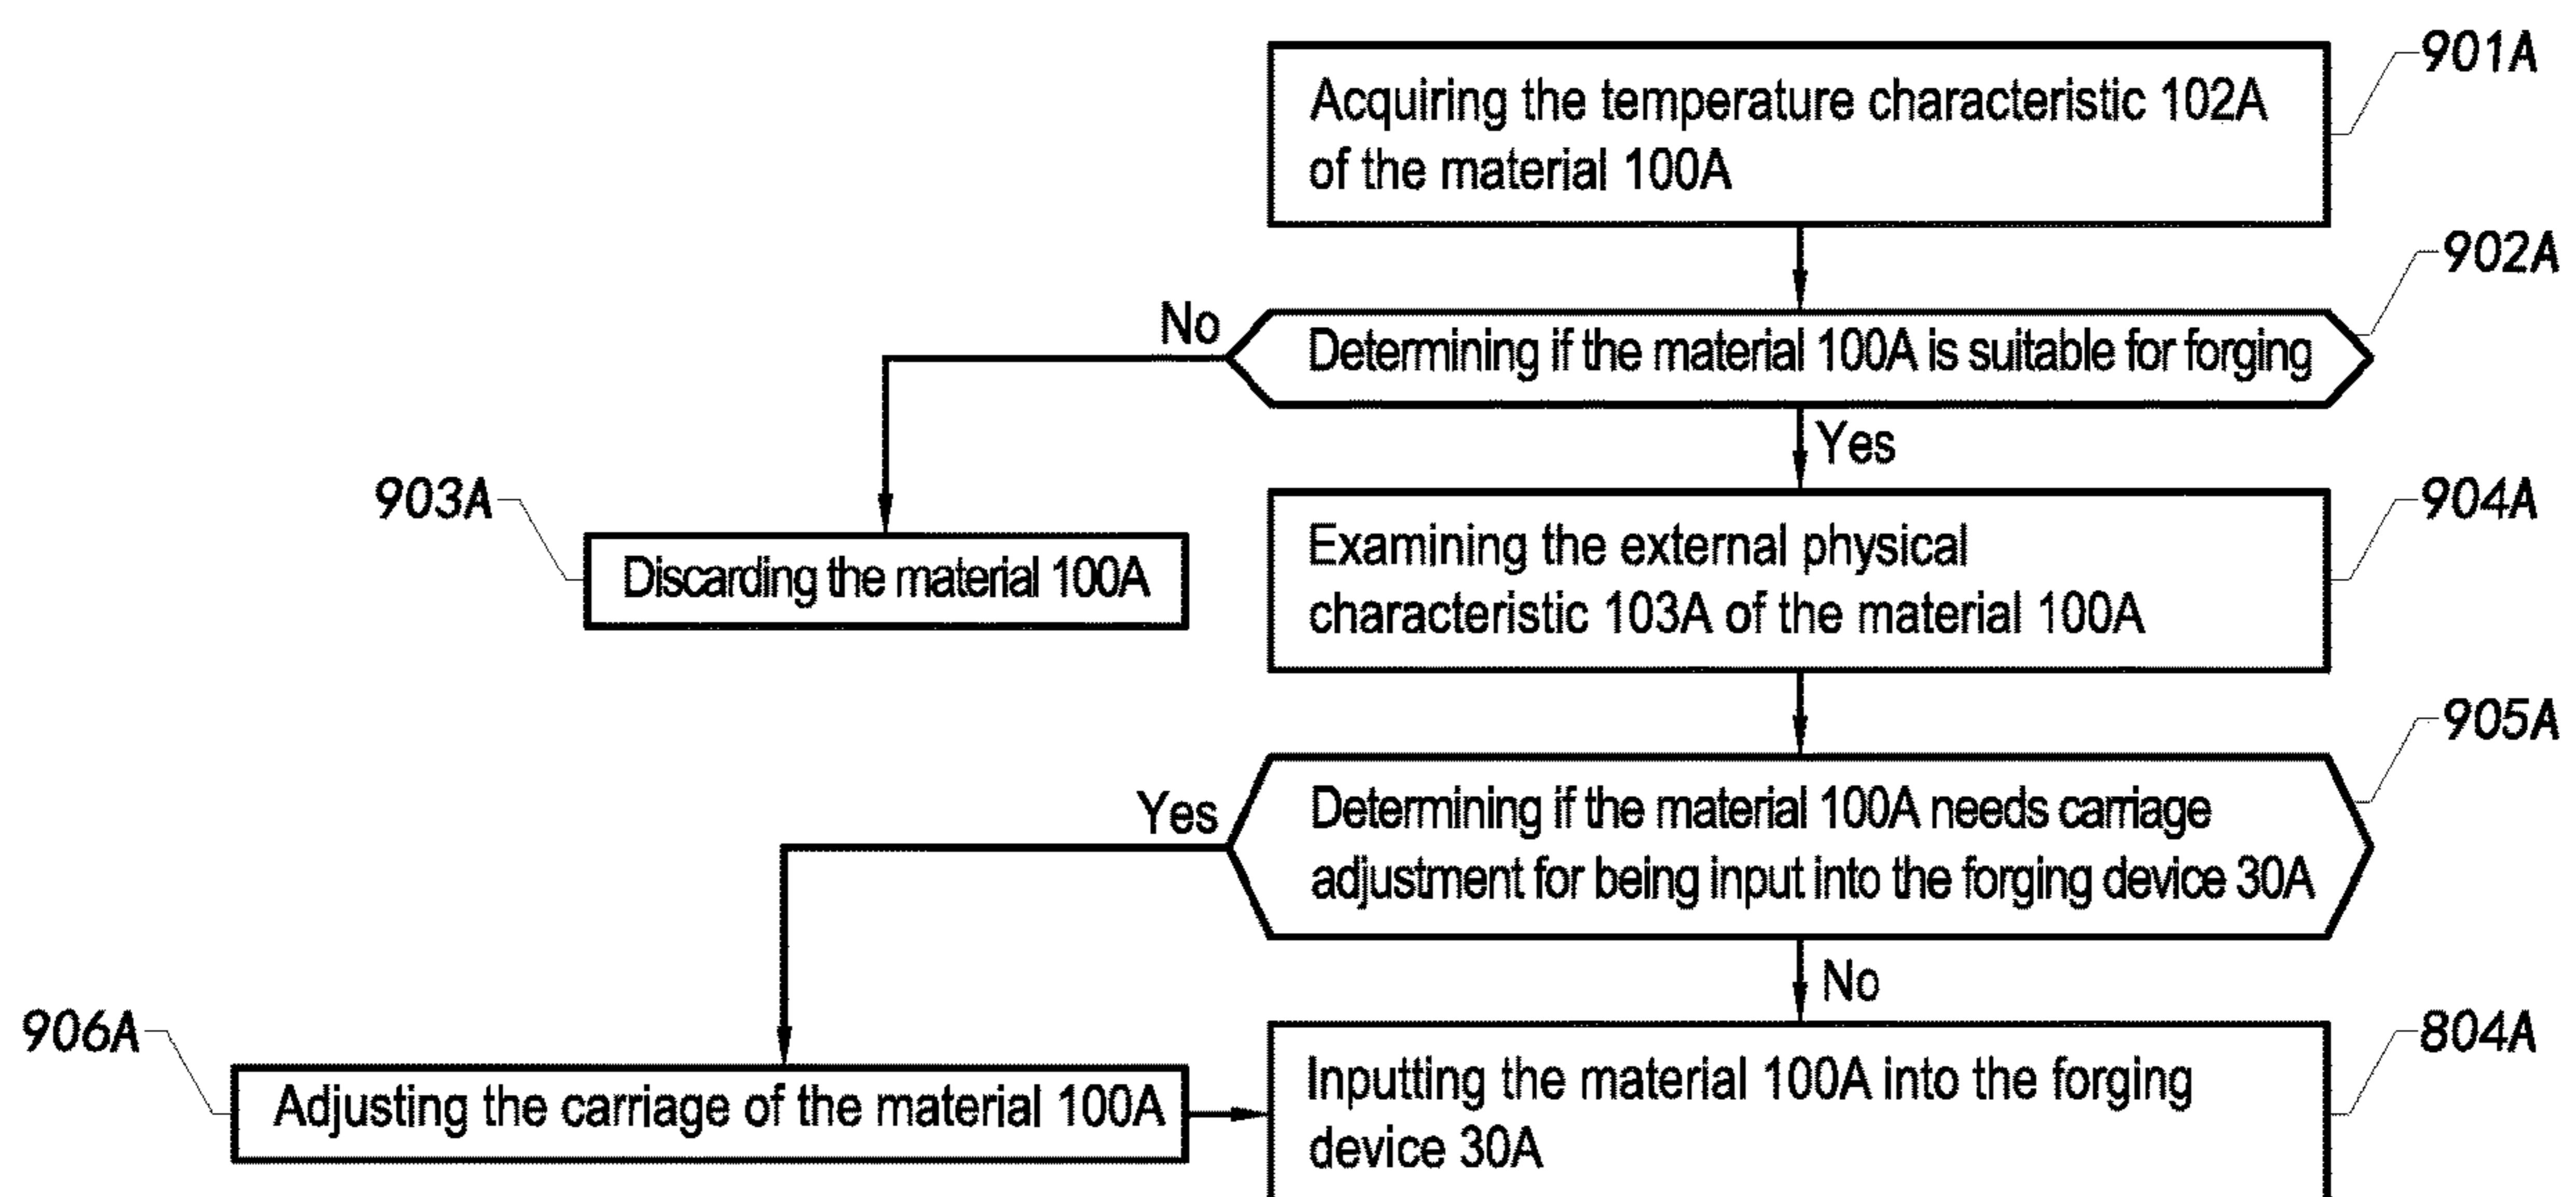 901A
Acquiring the temperature characteristic 102A
of the material 100A
902A
No
Determining if the material 100A is suitable for forging
Yes
903A
Discarding the material 100A
904A
Examining the external physical
characteristic 103A of the material 100A
905A
Yes
Determining if the material 100A needs carriage
adjustment for being input into the forging device 30A
No
906A
Adjusting the carriage of the material 100A
804A
Inputting the material 100A into the forging
device 30A